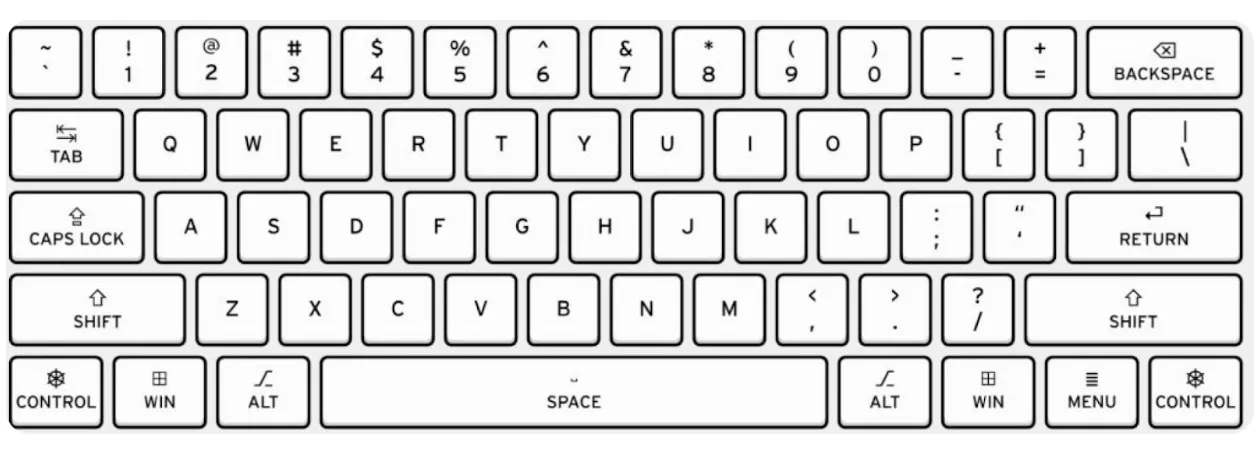 ~ ! @ # $ % ^ & * ( ) _ +
` 1 2 3 4 5 6 7 8 9 0 - = BACKSPACE
TAB Q W E R T Y U I O P { [ } ] | \
CAPS LOCK A S D F G H J K L : ; “ ‘ RETURN
SHIFT Z X C V B N M < , > . ? / SHIFT
CONTROL WIN ALT SPACE ALT WIN MENU CONTROL